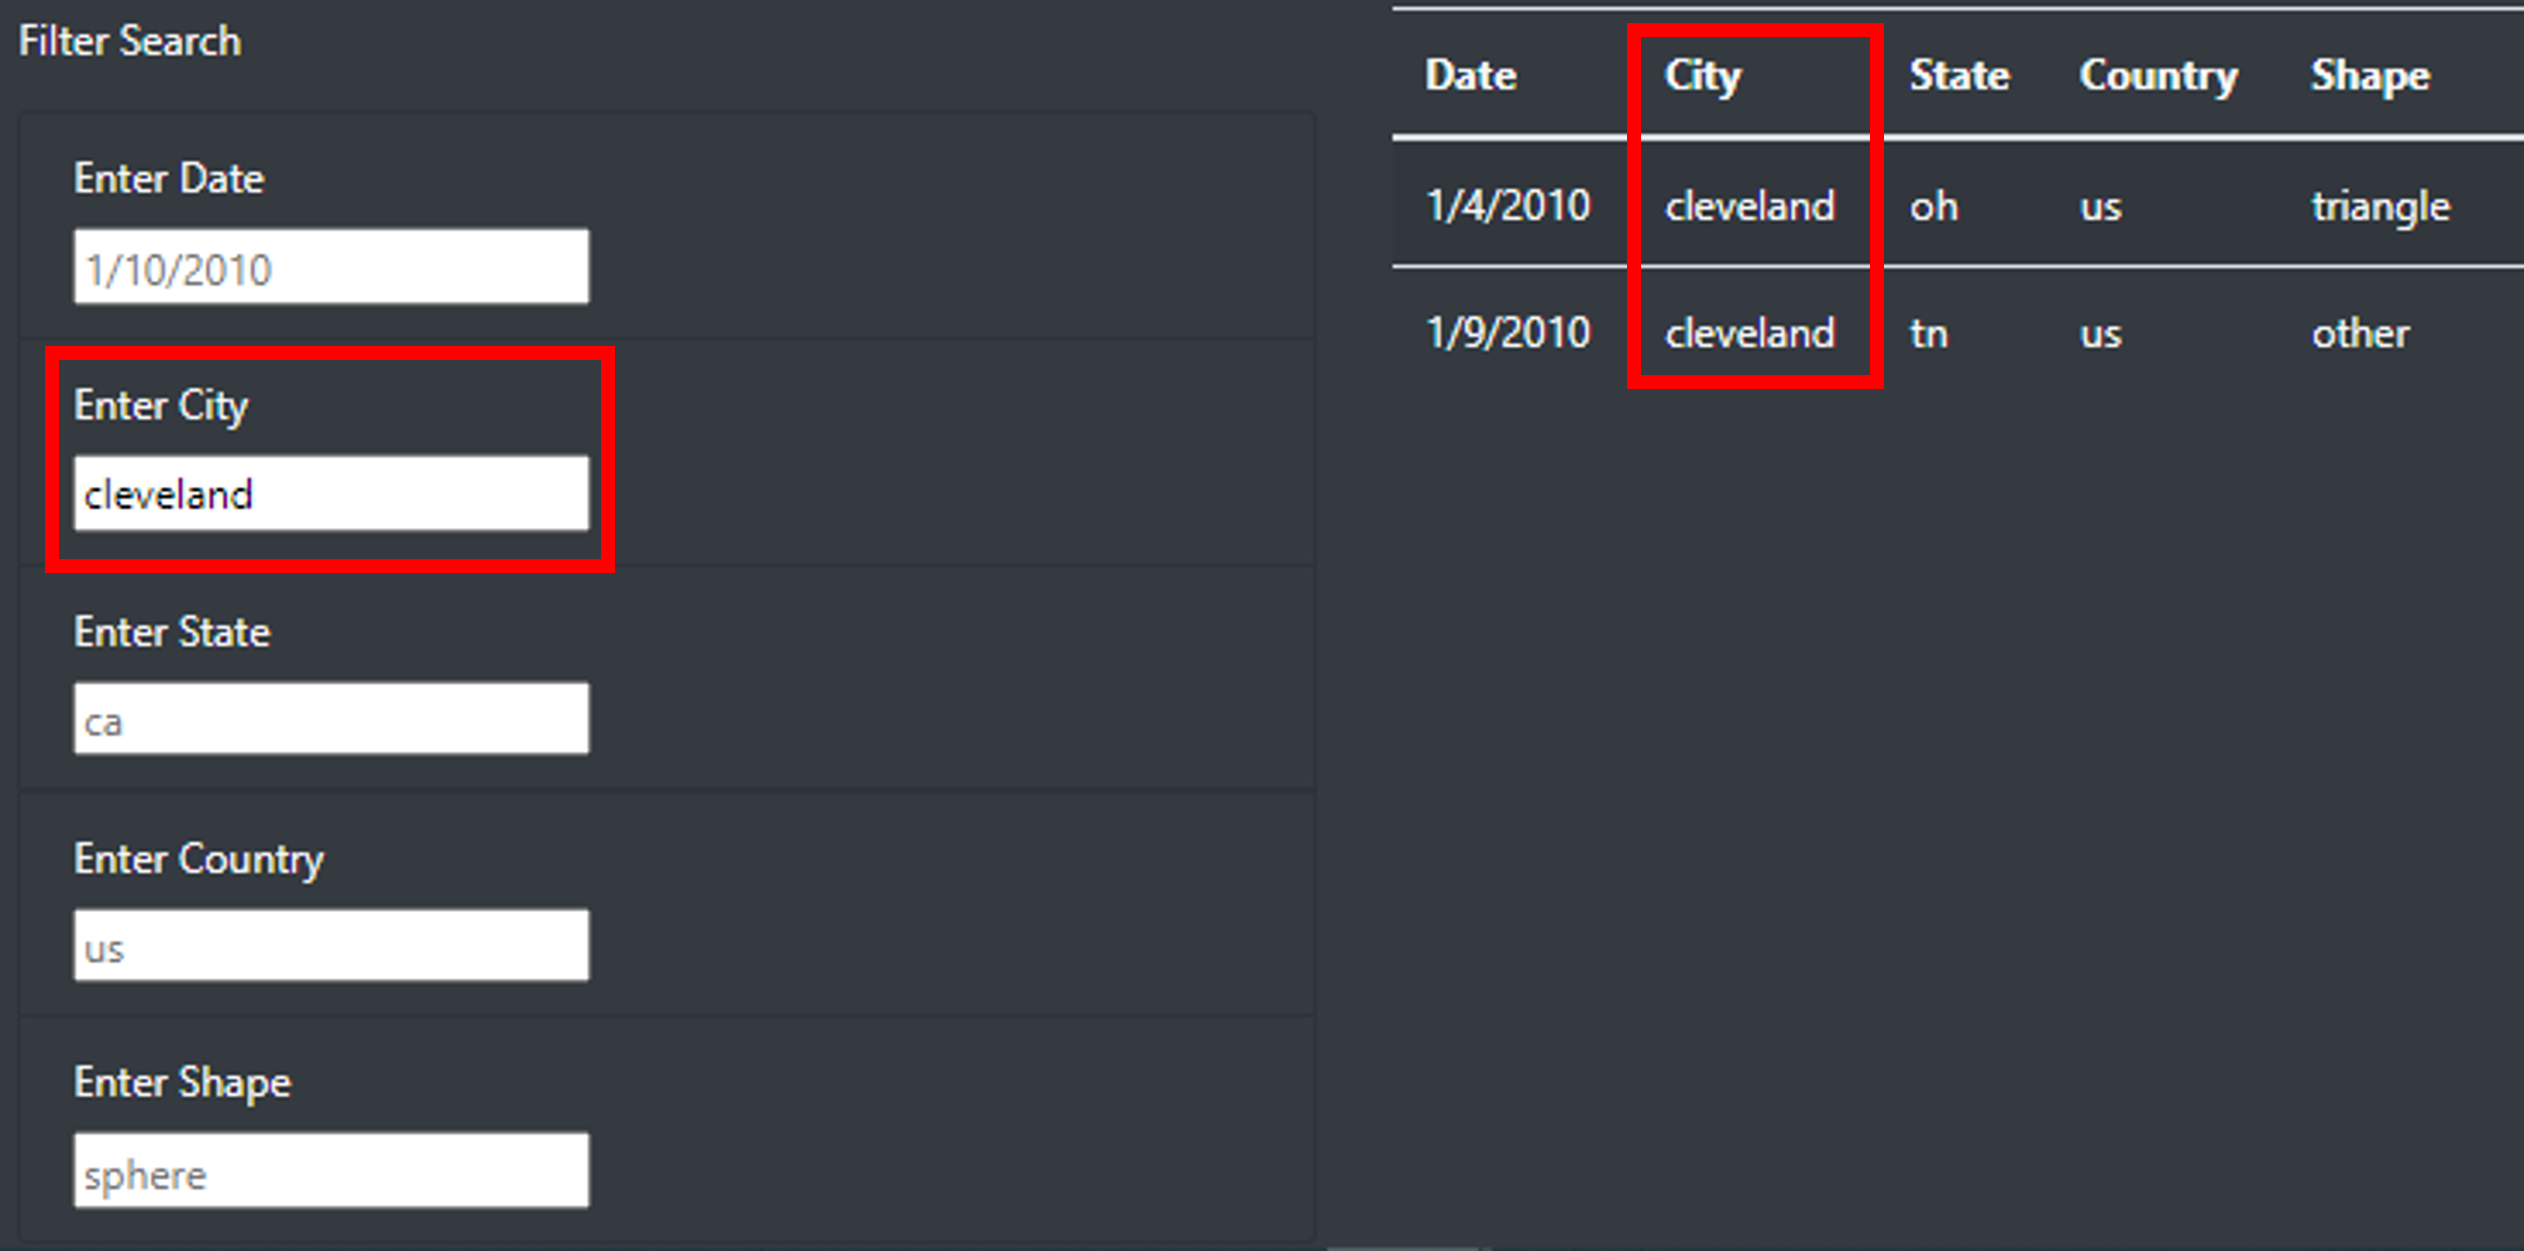 Filter Search
Enter Date
1/10/2010
Enter City
cleveland
Enter State
ca
Enter Country
us
Enter Shape
sphere
Date City State Country Shape
1/4/2010 cleveland oh us triangle
1/9/2010 cleveland tn us other